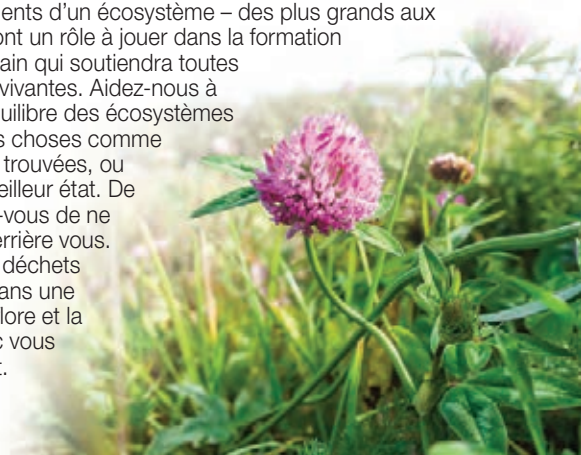 ents d'un écosystème – des plus grands aux
ont un rôle à jouer dans la formation
ain qui soutiendra toutes
vivantes. Aidez-nous à
uilibre des écosystèmes
s choses comme
trouvées, ou
eilleur état. De
-vous de ne
errière vous.
déchets
ans une
lore et la
c vous
t.